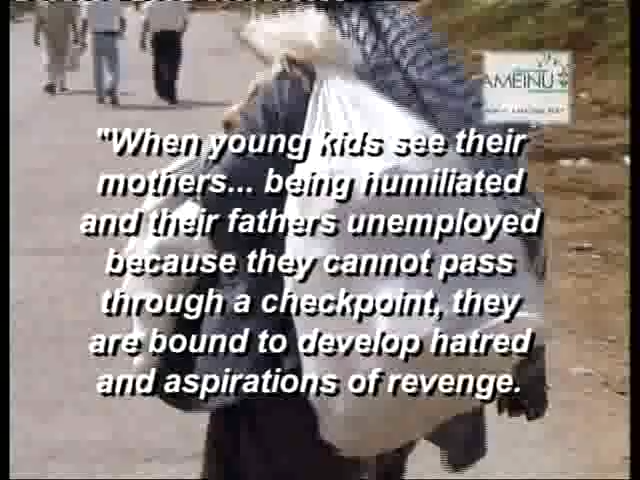 AMEINU
"When young kids see their
mothers... being humiliated
and their fathers unemployed
because they cannot pass
through a checkpoint, they
are bound to develop hatred
and aspirations of revenge.